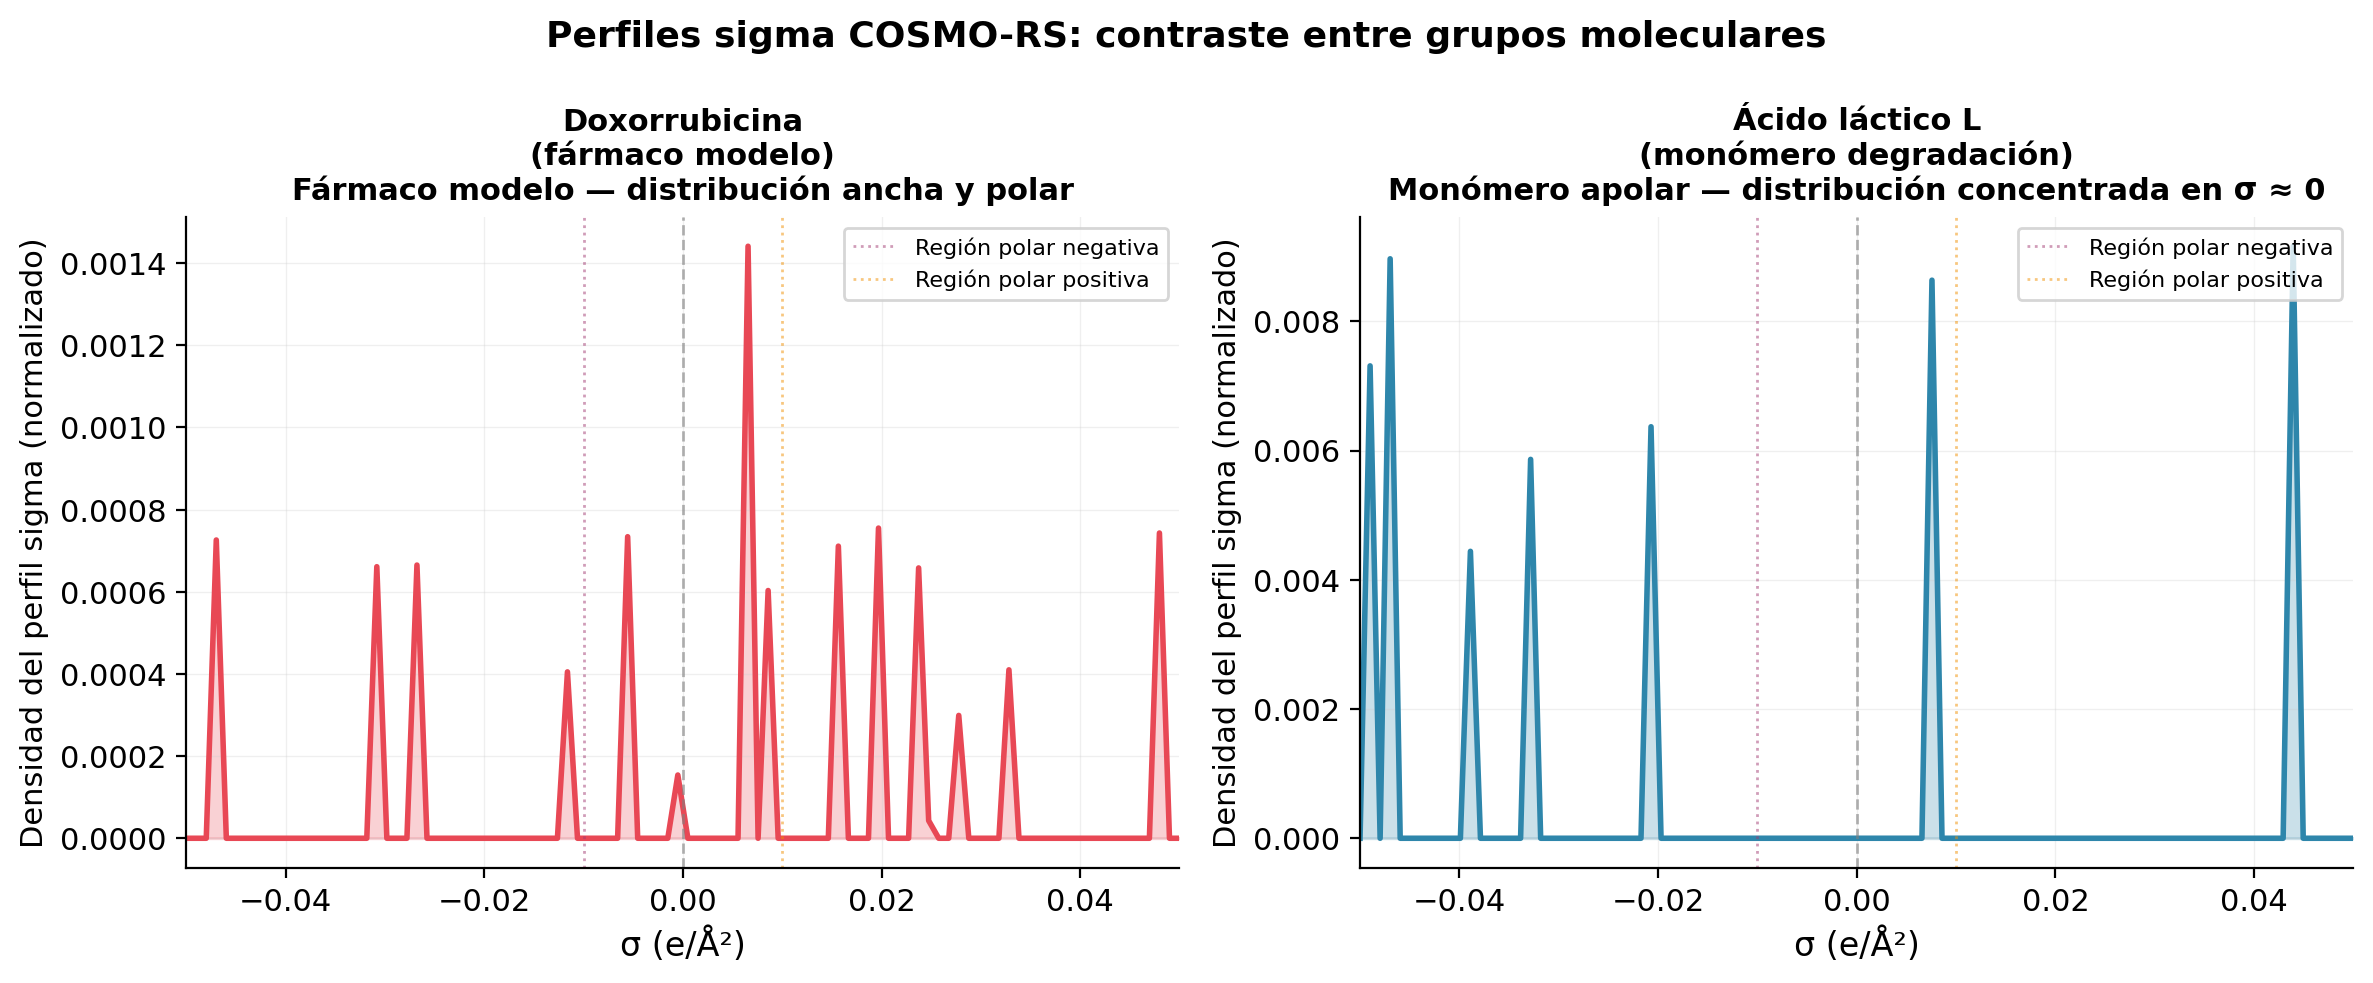 Perfiles sigma COSMO-RS: contraste entre grupos moleculares
Doxorrubicina
(fármaco modelo)
Fármaco modelo — distribución ancha y polar
Densidad del perfil sigma (normalizado)
0.0014
0.0012
0.0010
0.0008
0.0006
0.0004
0.0002
0.0000
Región polar negativa
Región polar positiva
−0.04
−0.02
0.00
0.02
0.04
σ (e/Å²)
Ácido láctico L
(monómero degradación)
Monómero apolar — distribución concentrada en σ ≈ 0
Densidad del perfil sigma (normalizado)
0.008
0.006
0.004
0.002
0.000
Región polar negativa
Región polar positiva
−0.04
−0.02
0.00
0.02
0.04
σ (e/Å²)